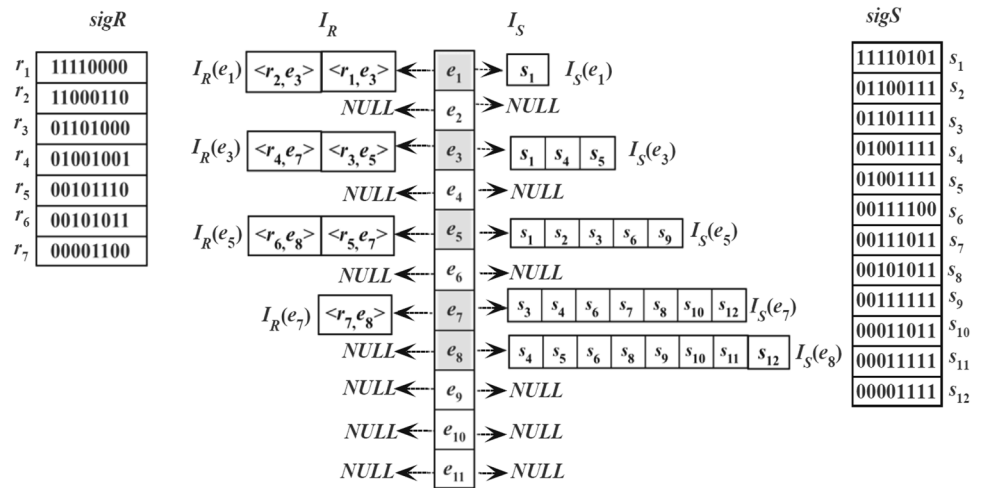 sigR I_R I_S sigS
r₁ 11110000
r₂ 11000110
r₃ 01101000
r₄ 01001001
r₅ 00101110
r₆ 00101011
r₇ 00001100
I_R(e₁) <r₂,e₃> <r₁,e₃> e₁ s₁ I_S(e₁)
NULL e₂ NULL
I_R(e₃) <r₄,e₇> <r₃,e₅> e₃ s₁ s₄ s₅ I_S(e₃)
NULL e₄ NULL
I_R(e₅) <r₆,e₈> <r₅,e₇> e₅ s₁ s₂ s₃ s₆ s₉ I_S(e₅)
NULL e₆ NULL
I_R(e₇) <r₇,e₈> e₇ s₃ s₄ s₆ s₇ s₈ s₁₀ s₁₂ I_S(e₇)
NULL e₈ s₄ s₅ s₆ s₈ s₉ s₁₀ s₁₁ s₁₂ I_S(e₈)
NULL e₉ NULL
NULL e₁₀ NULL
NULL e₁₁ NULL
11110101 s₁
01100111 s₂
01101111 s₃
01001111 s₄
01001111 s₅
00111100 s₆
00111011 s₇
00101011 s₈
00111111 s₉
00011011 s₁₀
00011111 s₁₁
00001111 s₁₂